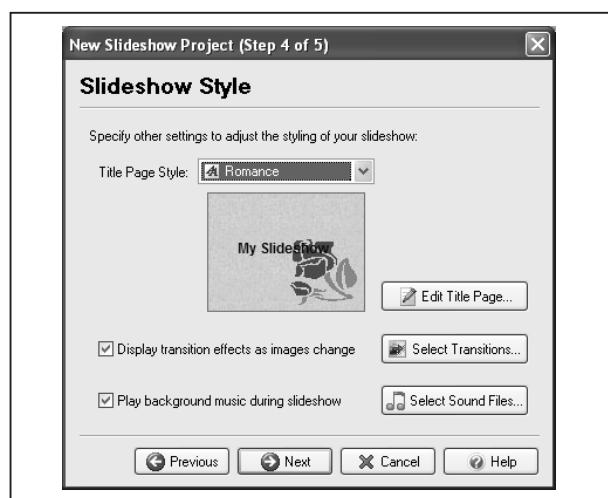 New Slideshow Project (Step 4 of 5)
Slideshow Style
Specify other settings to adjust the styling of your slideshow:
Title Page Style: Romance
My Slideshow
Edit Title Page...
Display transition effects as images change Select Transitions...
Play background music during slideshow Select Sound Files...
Previous Next Cancel Help